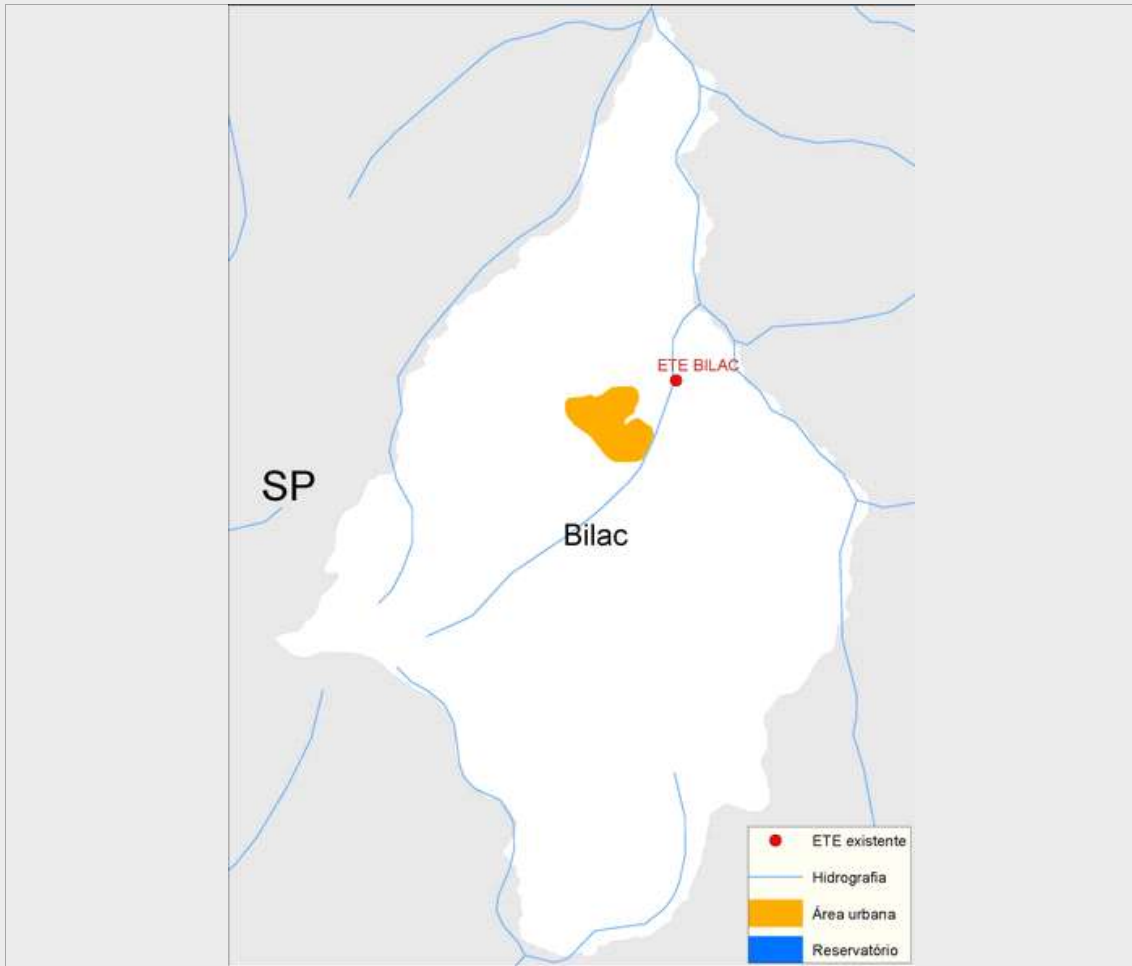 ETE BILAC
SP
Bilac
ETE existente
Hidrografia
Área urbana
Reservatório